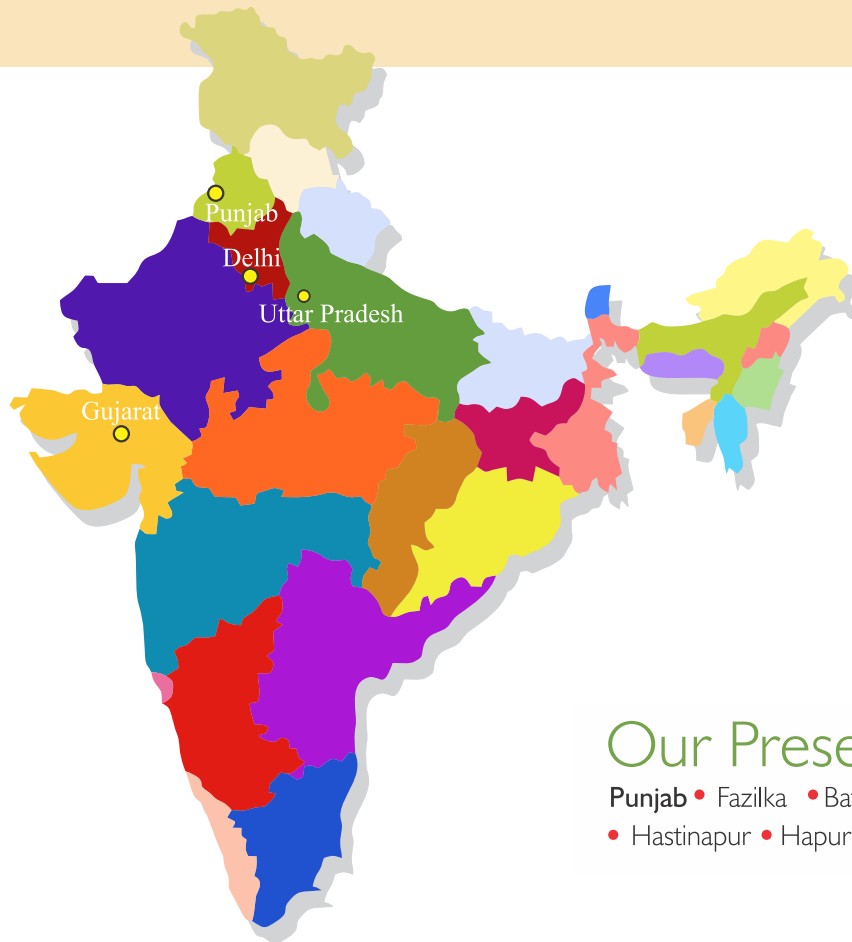 Punjab
Delhi
Uttar Pradesh
Gujarat
Our Prese
Punjab • Fazilka • Ba
• Hastinapur • Hapur